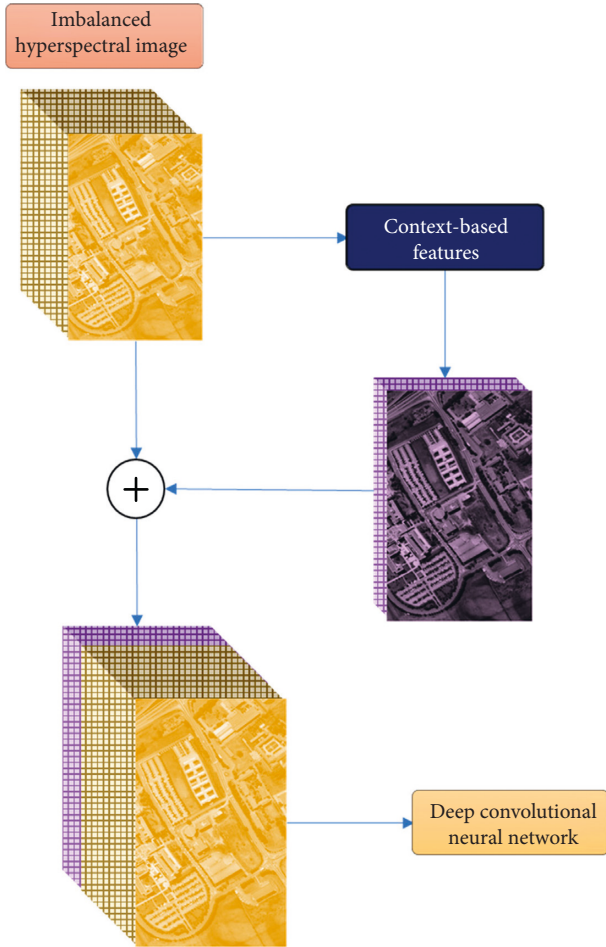 Imbalanced
hyperspectral image
Context-based
features
+
Deep convolutional
neural network